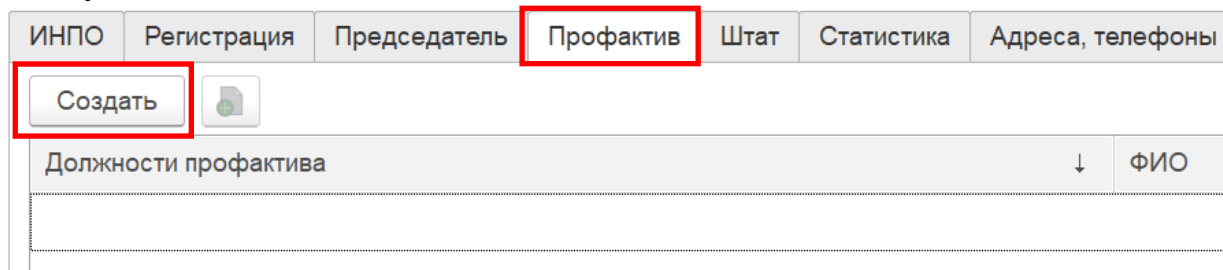 ИНПО Регистрация Председатель Профактив Штат Статистика Адреса, телефоны
Создать
Должности профактива ↓ ФИО